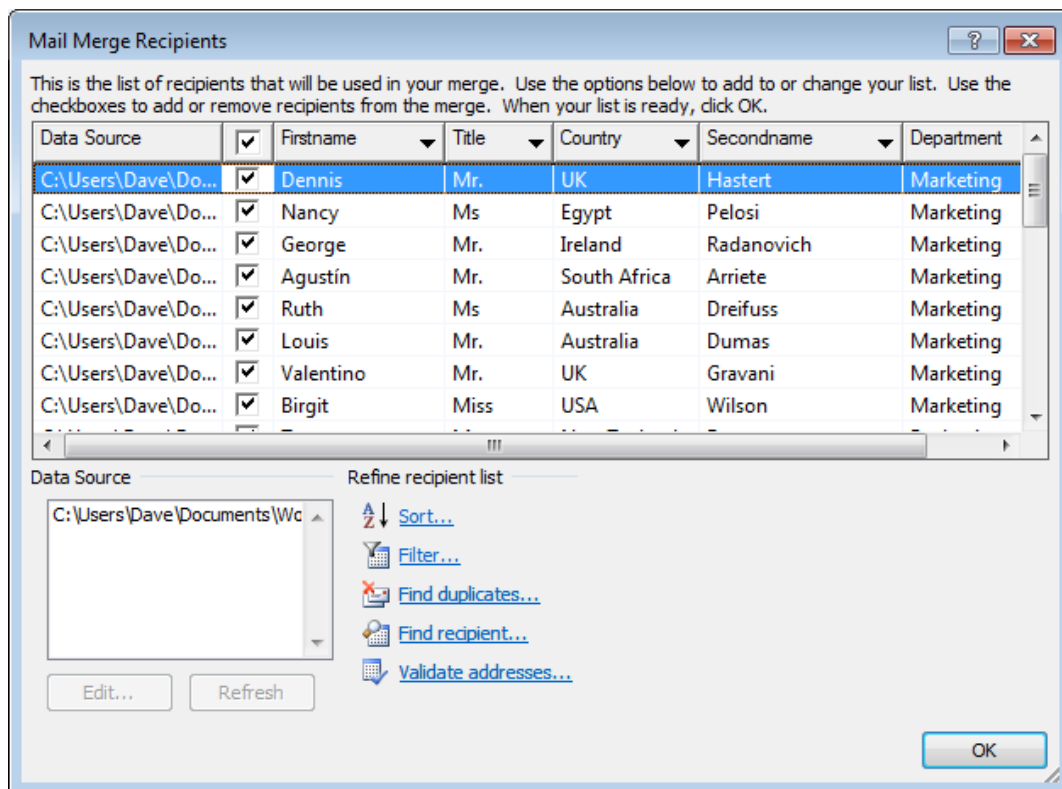 Mail Merge Recipients
This is the list of recipients that will be used in your merge. Use the options below to add to or change your list. Use the
checkboxes to add or remove recipients from the merge. When your list is ready, click OK.
Data Source Firstname Title Country Secondname Department
C:\Users\Dave\Do... Dennis Mr. UK Hastert Marketing
C:\Users\Dave\Do... Nancy Ms Egypt Pelosi Marketing
C:\Users\Dave\Do... George Mr. Ireland Radanovich Marketing
C:\Users\Dave\Do... Agustín Mr. South Africa Arriete Marketing
C:\Users\Dave\Do... Ruth Ms Australia Dreifuss Marketing
C:\Users\Dave\Do... Louis Mr. Australia Dumas Marketing
C:\Users\Dave\Do... Valentino Mr. UK Gravani Marketing
C:\Users\Dave\Do... Birgit Miss USA Wilson Marketing
Data Source Refine recipient list
C:\Users\Dave\Documents\Wo
Sort...
Filter...
Find duplicates...
Find recipient...
Validate addresses...
Edit... Refresh
OK